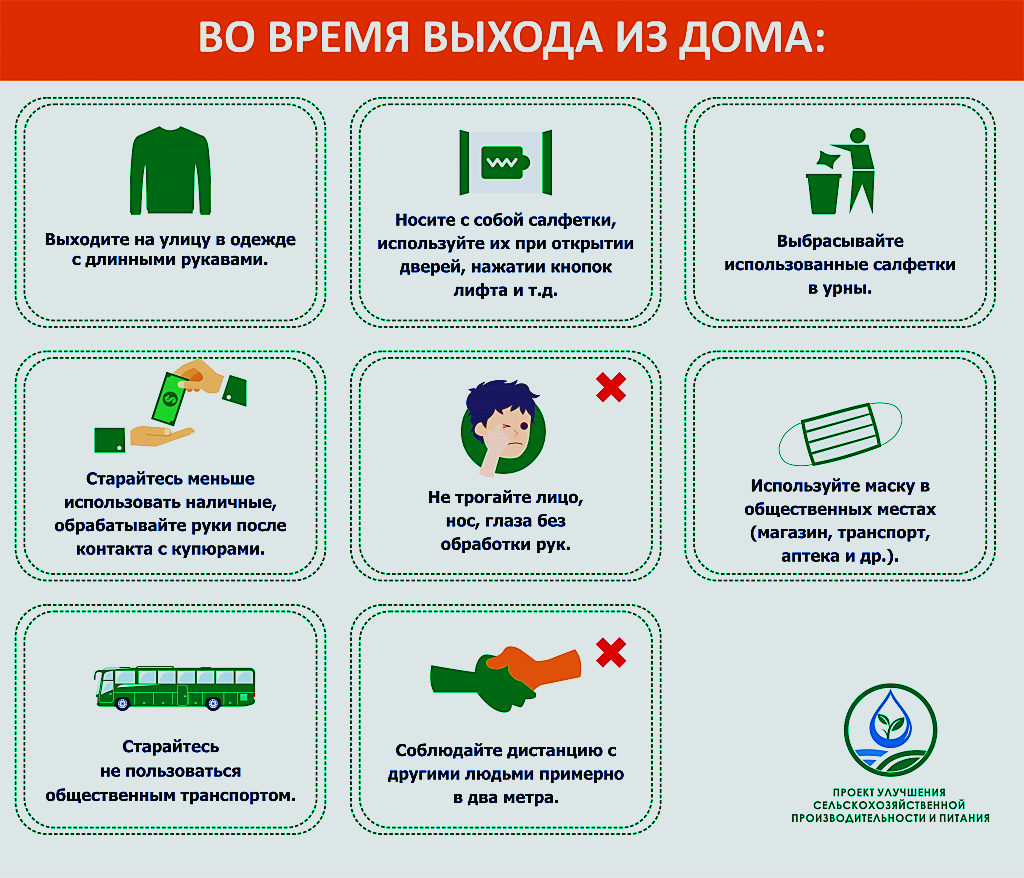 ВО ВРЕМЯ ВЫХОДА ИЗ ДОМА:
Выходите на улицу в одежде
с длинными рукавами.
Носите с собой салфетки,
используйте их при открытии
дверей, нажатии кнопок
лифта и т.д.
Выбрасывайте
использованные салфетки
в урны.
Старайтесь меньше
использовать наличные,
обрабатывайте руки после
контакта с купюрами.
Не трогайте лицо,
нос, глаза без
обработки рук.
Используйте маску в
общественных местах
(магазин, транспорт,
аптека и др.).
Старайтесь
не пользоваться
общественным транспортом.
Соблюдайте дистанцию с
другими людьми примерно
в два метра.
ПРОЕКТ УЛУЧШЕНИЯ
СЕЛЬСКОХОЗЯЙСТВЕННОЙ
ПРОИЗВОДИТЕЛЬНОСТИ И ПИТАНИЯ